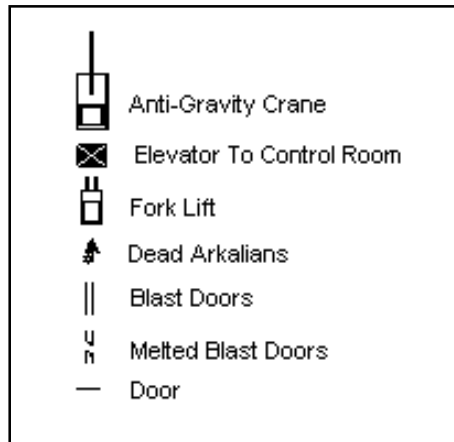 Anti-Gravity Crane
Elevator To Control Room
Fork Lift
Dead Arkalians
Blast Doors
Melted Blast Doors
Door